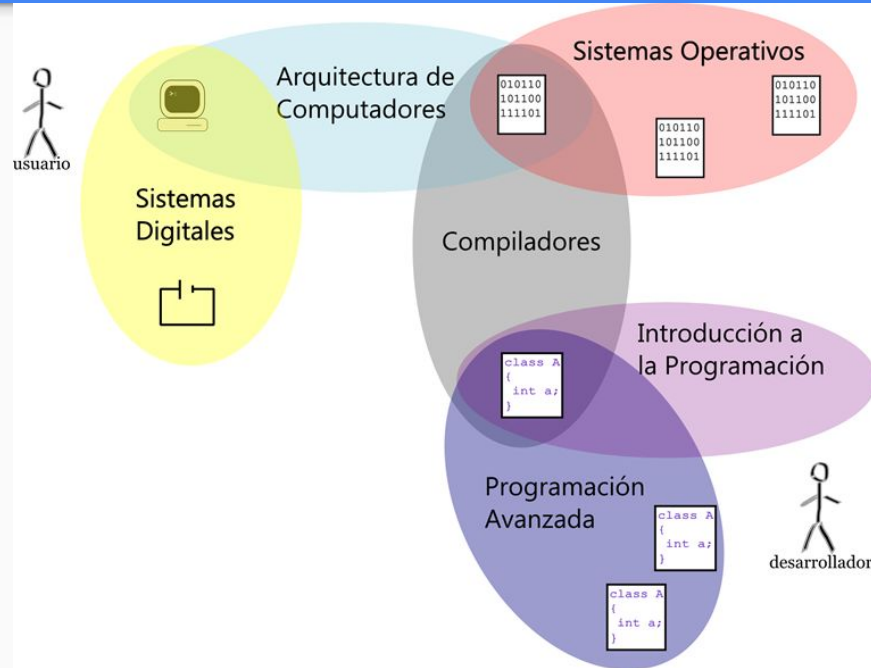 Sistemas Operativos
Arquitectura de
Computadores
010110
101100
111101
010110
101100
111101
010110
101100
111101
usuario
Sistemas
Digitales
Compiladores
Introducción a
la Programación
class A
{
int a;
}
Programación
Avanzada
class A
{
int a;
}
desarrollador
class A
{
int a;
}